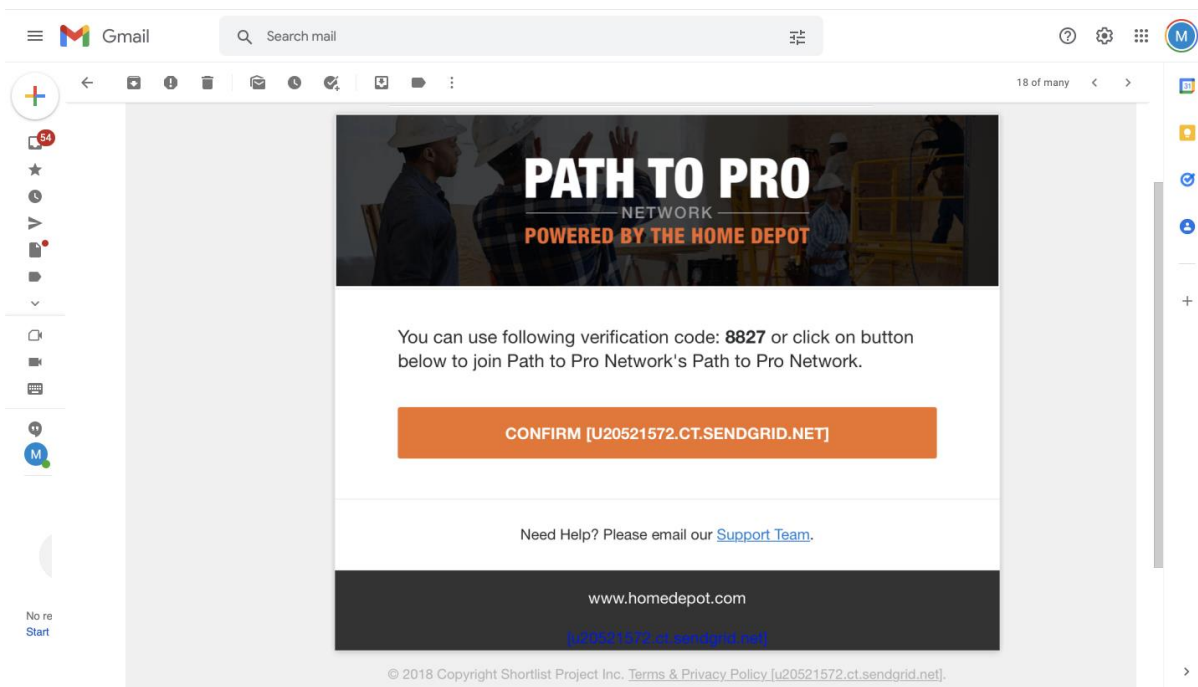 Gmail
Search mail
M
18 of many
31
54
PATH TO PRO
NETWORK
POWERED BY THE HOME DEPOT
You can use following verification code: 8827 or click on button
below to join Path to Pro Network's Path to Pro Network.
CONFIRM [U20521572.CT.SENDGRID.NET]
M
Need Help? Please email our Support Team.
www.homedepot.com
[u20521572.ct.sendgrid.net]
No re
Start
© 2018 Copyright Shortlist Project Inc. Terms & Privacy Policy [u20521572.ct.sendgrid.net].